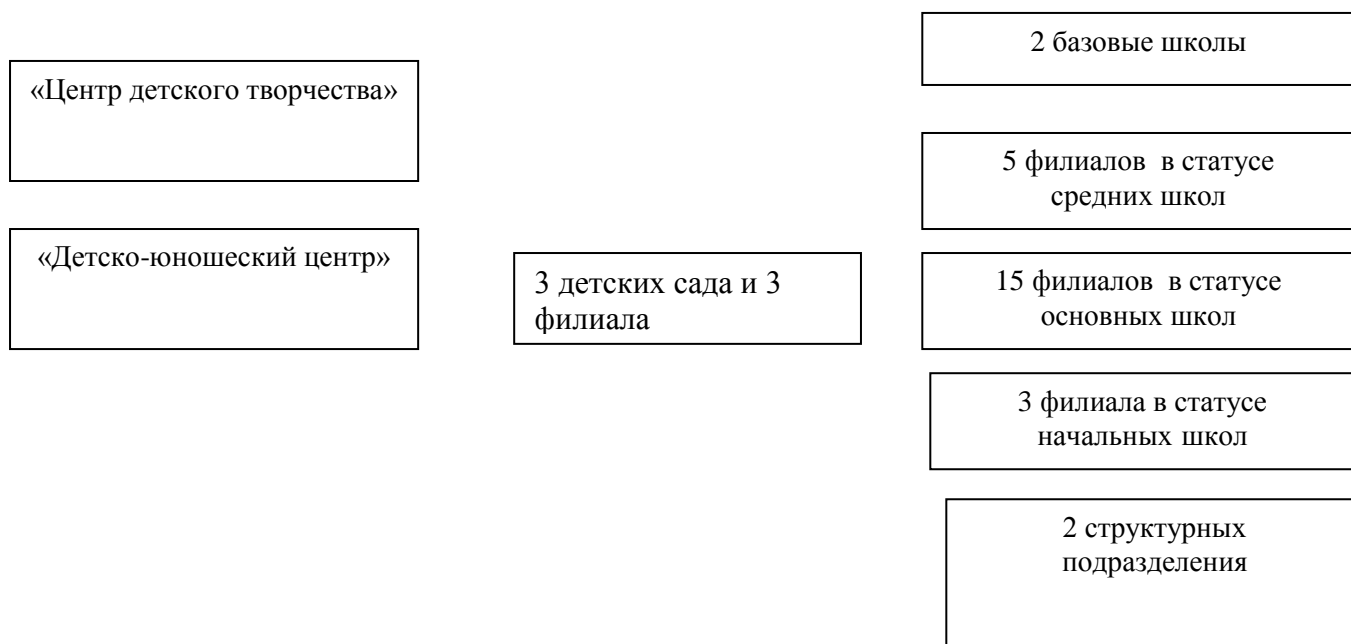 «Центр детского творчества»
«Детско-юношеский центр»
3 детских сада и 3
филиала
2 базовые школы
5 филиалов  в статусе
средних школ
15 филиалов  в статусе
основных школ
3 филиала в статусе
начальных школ
2 структурных
подразделения